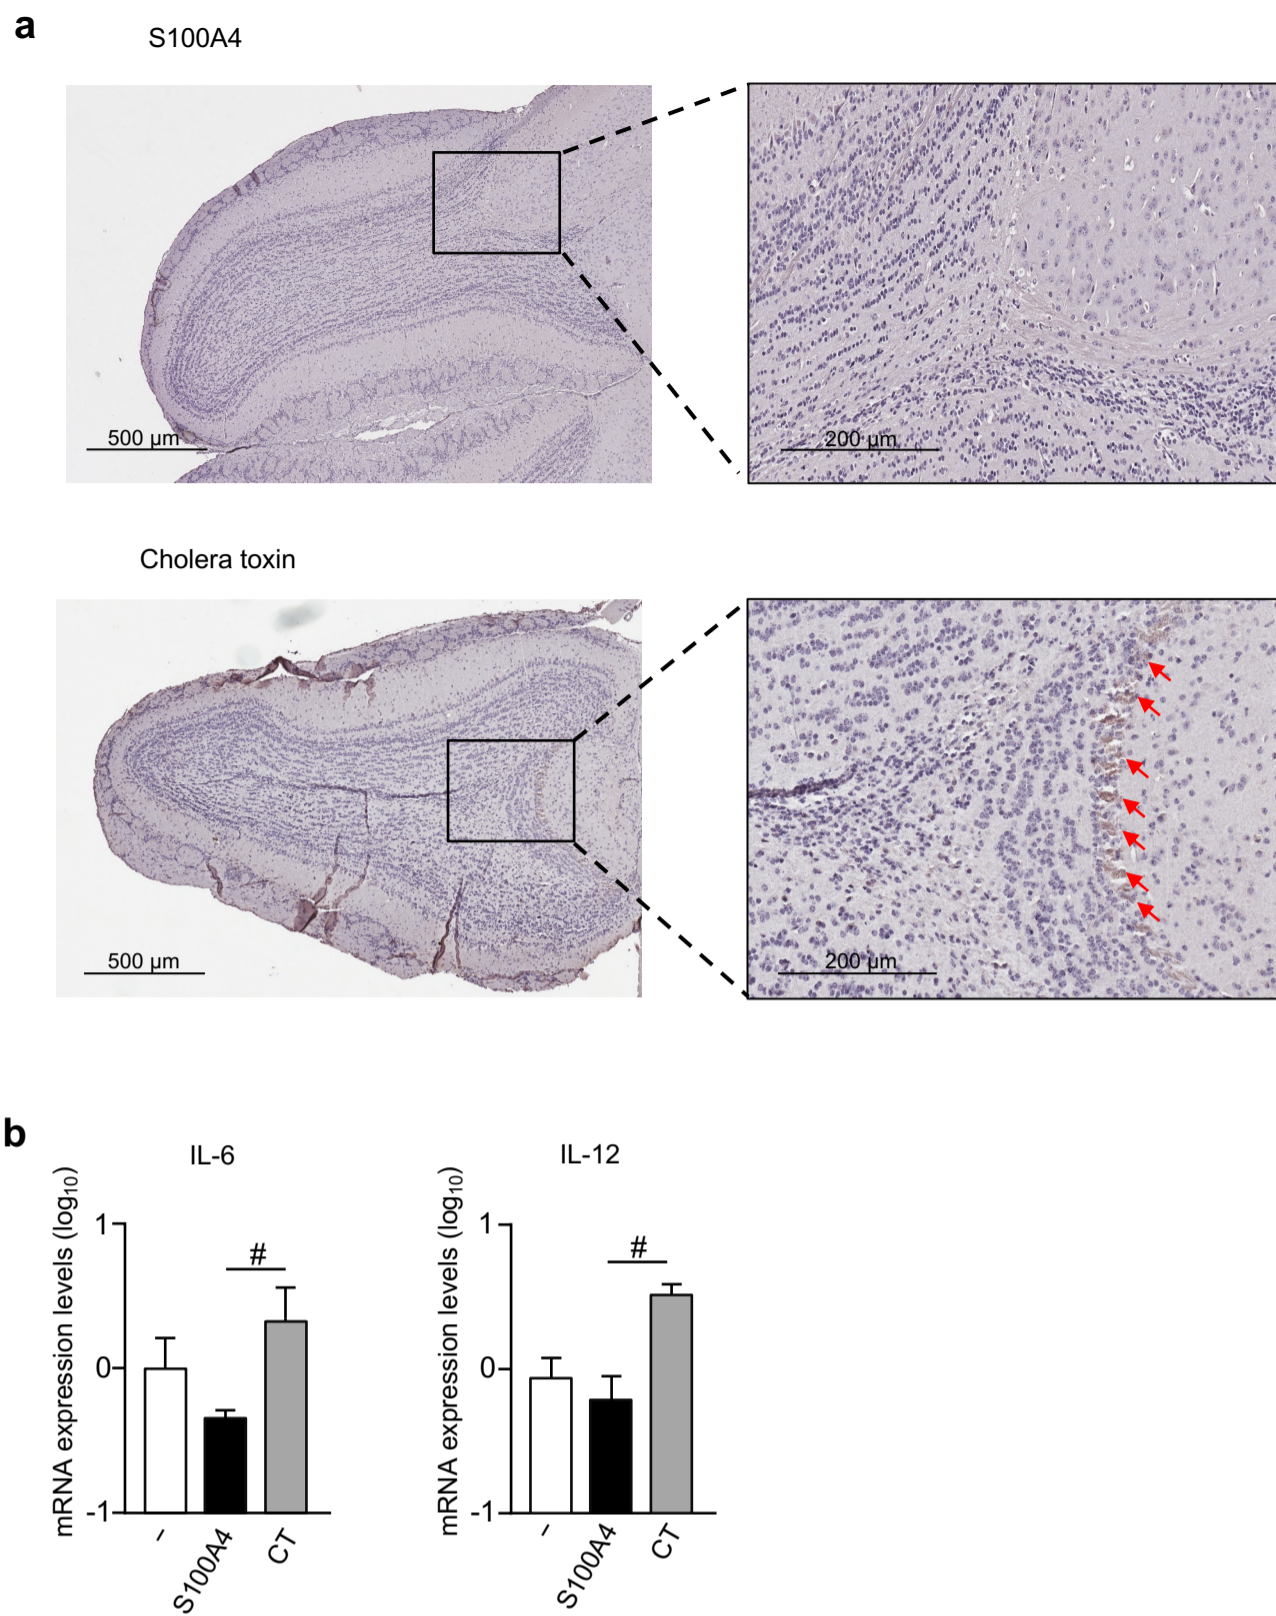 a
S100A4
500 µm
200 µm
Cholera toxin
500 µm
200 µm
b
IL-6
mRNA expression levels (log10)
1
0
-1
#
–
S100A4
CT
IL-12
mRNA expression levels (log10)
1
0
-1
#
–
S100A4
CT